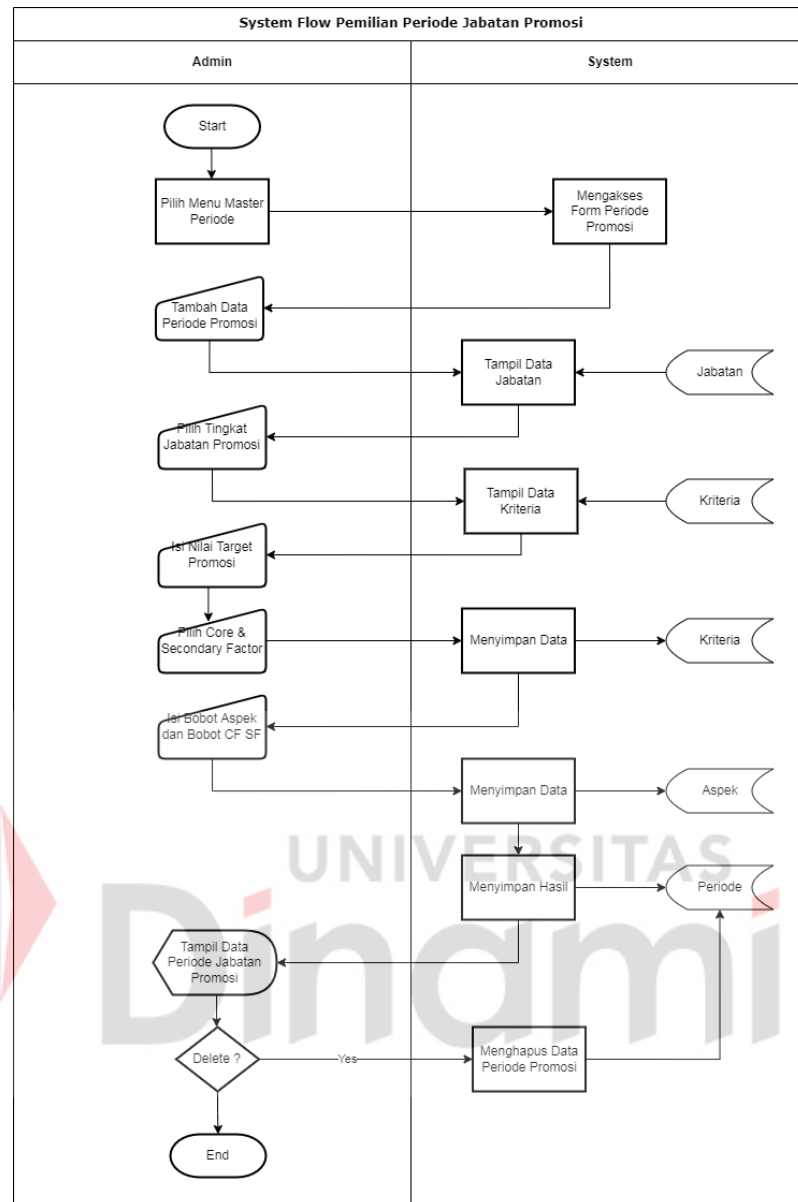 System Flow Pemilian Periode Jabatan Promosi
Admin
System
Start
Pilih Menu Master
Periode
Mengakses
Form Periode
Promosi
Tambah Data
Periode Promosi
Tampil Data
Jabatan
Jabatan
Pilih Tingkat
Jabatan Promosi
Tampil Data
Kriteria
Kriteria
Isi Nilai Target
Promosi
Pilih Core &
Secondary Factor
Menyimpan Data
Kriteria
Isi Bobot Aspek
dan Bobot CF SF
Menyimpan Data
Aspek
UNIVERSITAS
Dinami
Menyimpan Hasil
Periode
Tampil Data
Periode Jabatan
Promosi
Delete ?
Yes
Menghapus Data
Periode Promosi
End